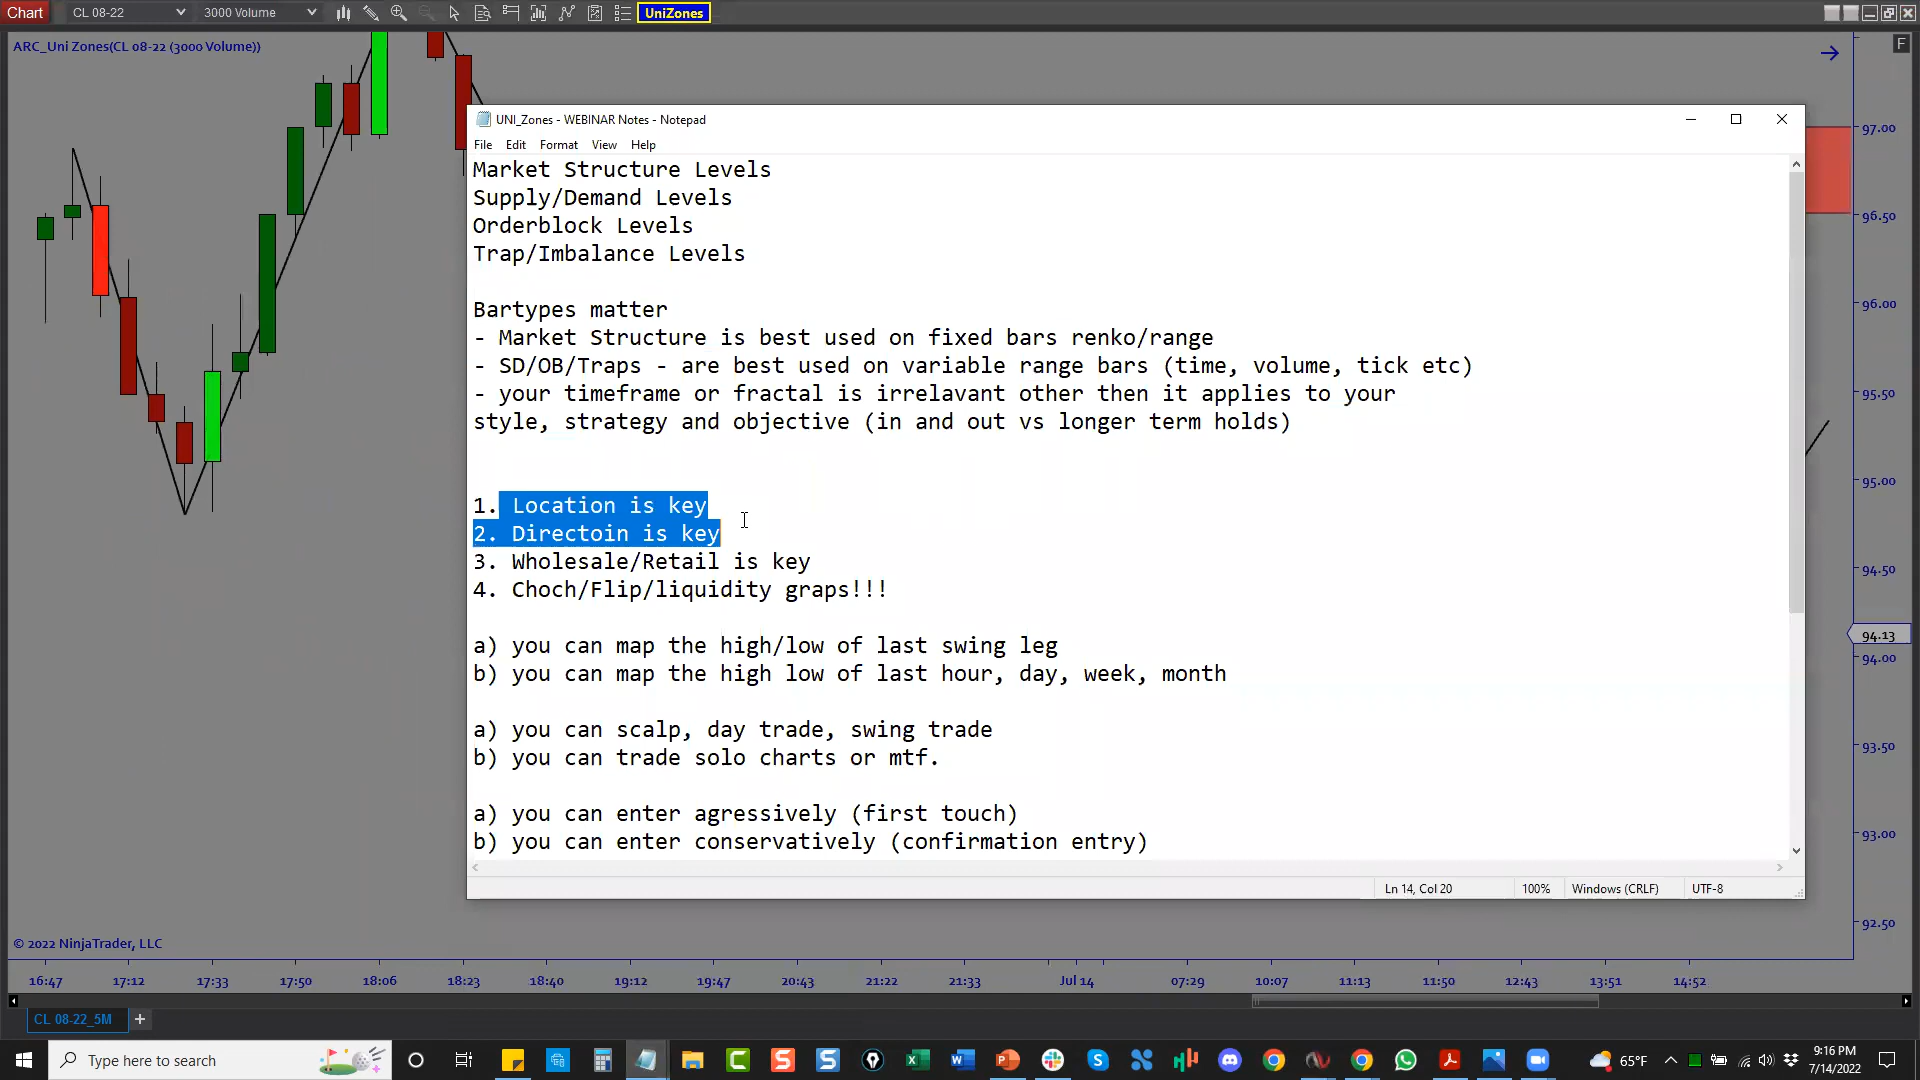 Chart
CL 08-22
3000 Volume
UniZones
ARC_Uni Zones(CL 08-22 (3000 Volume))
F
UNI_Zones - WEBINAR Notes - Notepad
File Edit Format View Help
Market Structure Levels
Supply/Demand Levels
Orderblock Levels
Trap/Imbalance Levels
Bartypes matter
- Market Structure is best used on fixed bars renko/range
- SD/OB/Traps - are best used on variable range bars (time, volume, tick etc)
- your timeframe or fractal is irrelavant other then it applies to your
style, strategy and objective (in and out vs longer term holds)
1. Location is key
2. Directoin is key
3. Wholesale/Retail is key
4. Choch/Flip/liquidity graps!!!
a) you can map the high/low of last swing leg
b) you can map the high low of last hour, day, week, month
a) you can scalp, day trade, swing trade
b) you can trade solo charts or mtf.
a) you can enter agressively (first touch)
b) you can enter conservatively (confirmation entry)
Ln 14, Col 20
100%
Windows (CRLF)
UTF-8
97.00
96.50
96.00
95.50
95.00
94.50
94.13
94.00
93.50
93.00
92.50
© 2022 NinjaTrader, LLC
16:47 17:12 17:33 17:50 18:06 18:23 18:40 19:12 19:47 20:43 21:22 21:33 Jul 14 07:29 10:07 11:13 11:50 12:43 13:51 14:52
CL 08-22_5M
Type here to search
65°F
9:16 PM
7/14/2022